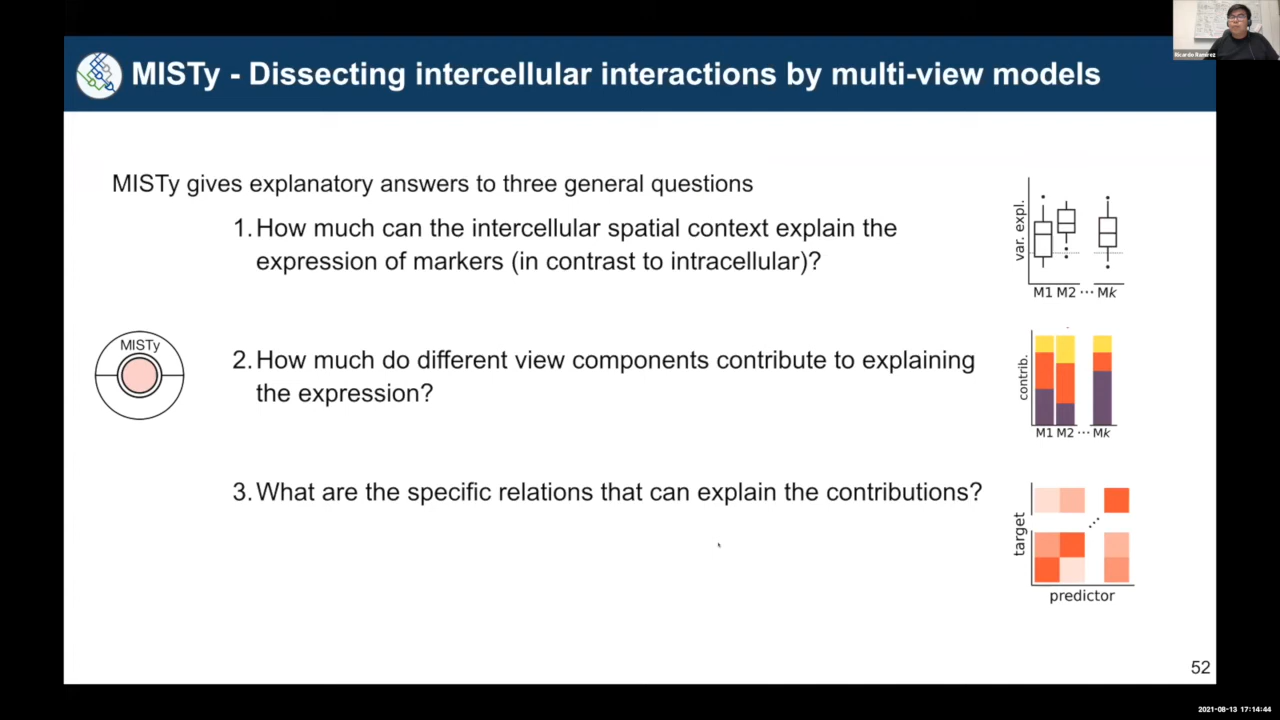 Ricardo Ramirez
MISTy - Dissecting intercellular interactions by multi-view models
MISTy gives explanatory answers to three general questions
1. How much can the intercellular spatial context explain the
expression of markers (in contrast to intracellular)?
var. expl.
M1 M2 ··· Mk
MISTy
2. How much do different view components contribute to explaining
the expression?
contrib.
M1 M2 ··· Mk
3. What are the specific relations that can explain the contributions?
target
predictor
52
2021-08-13 17:14:44